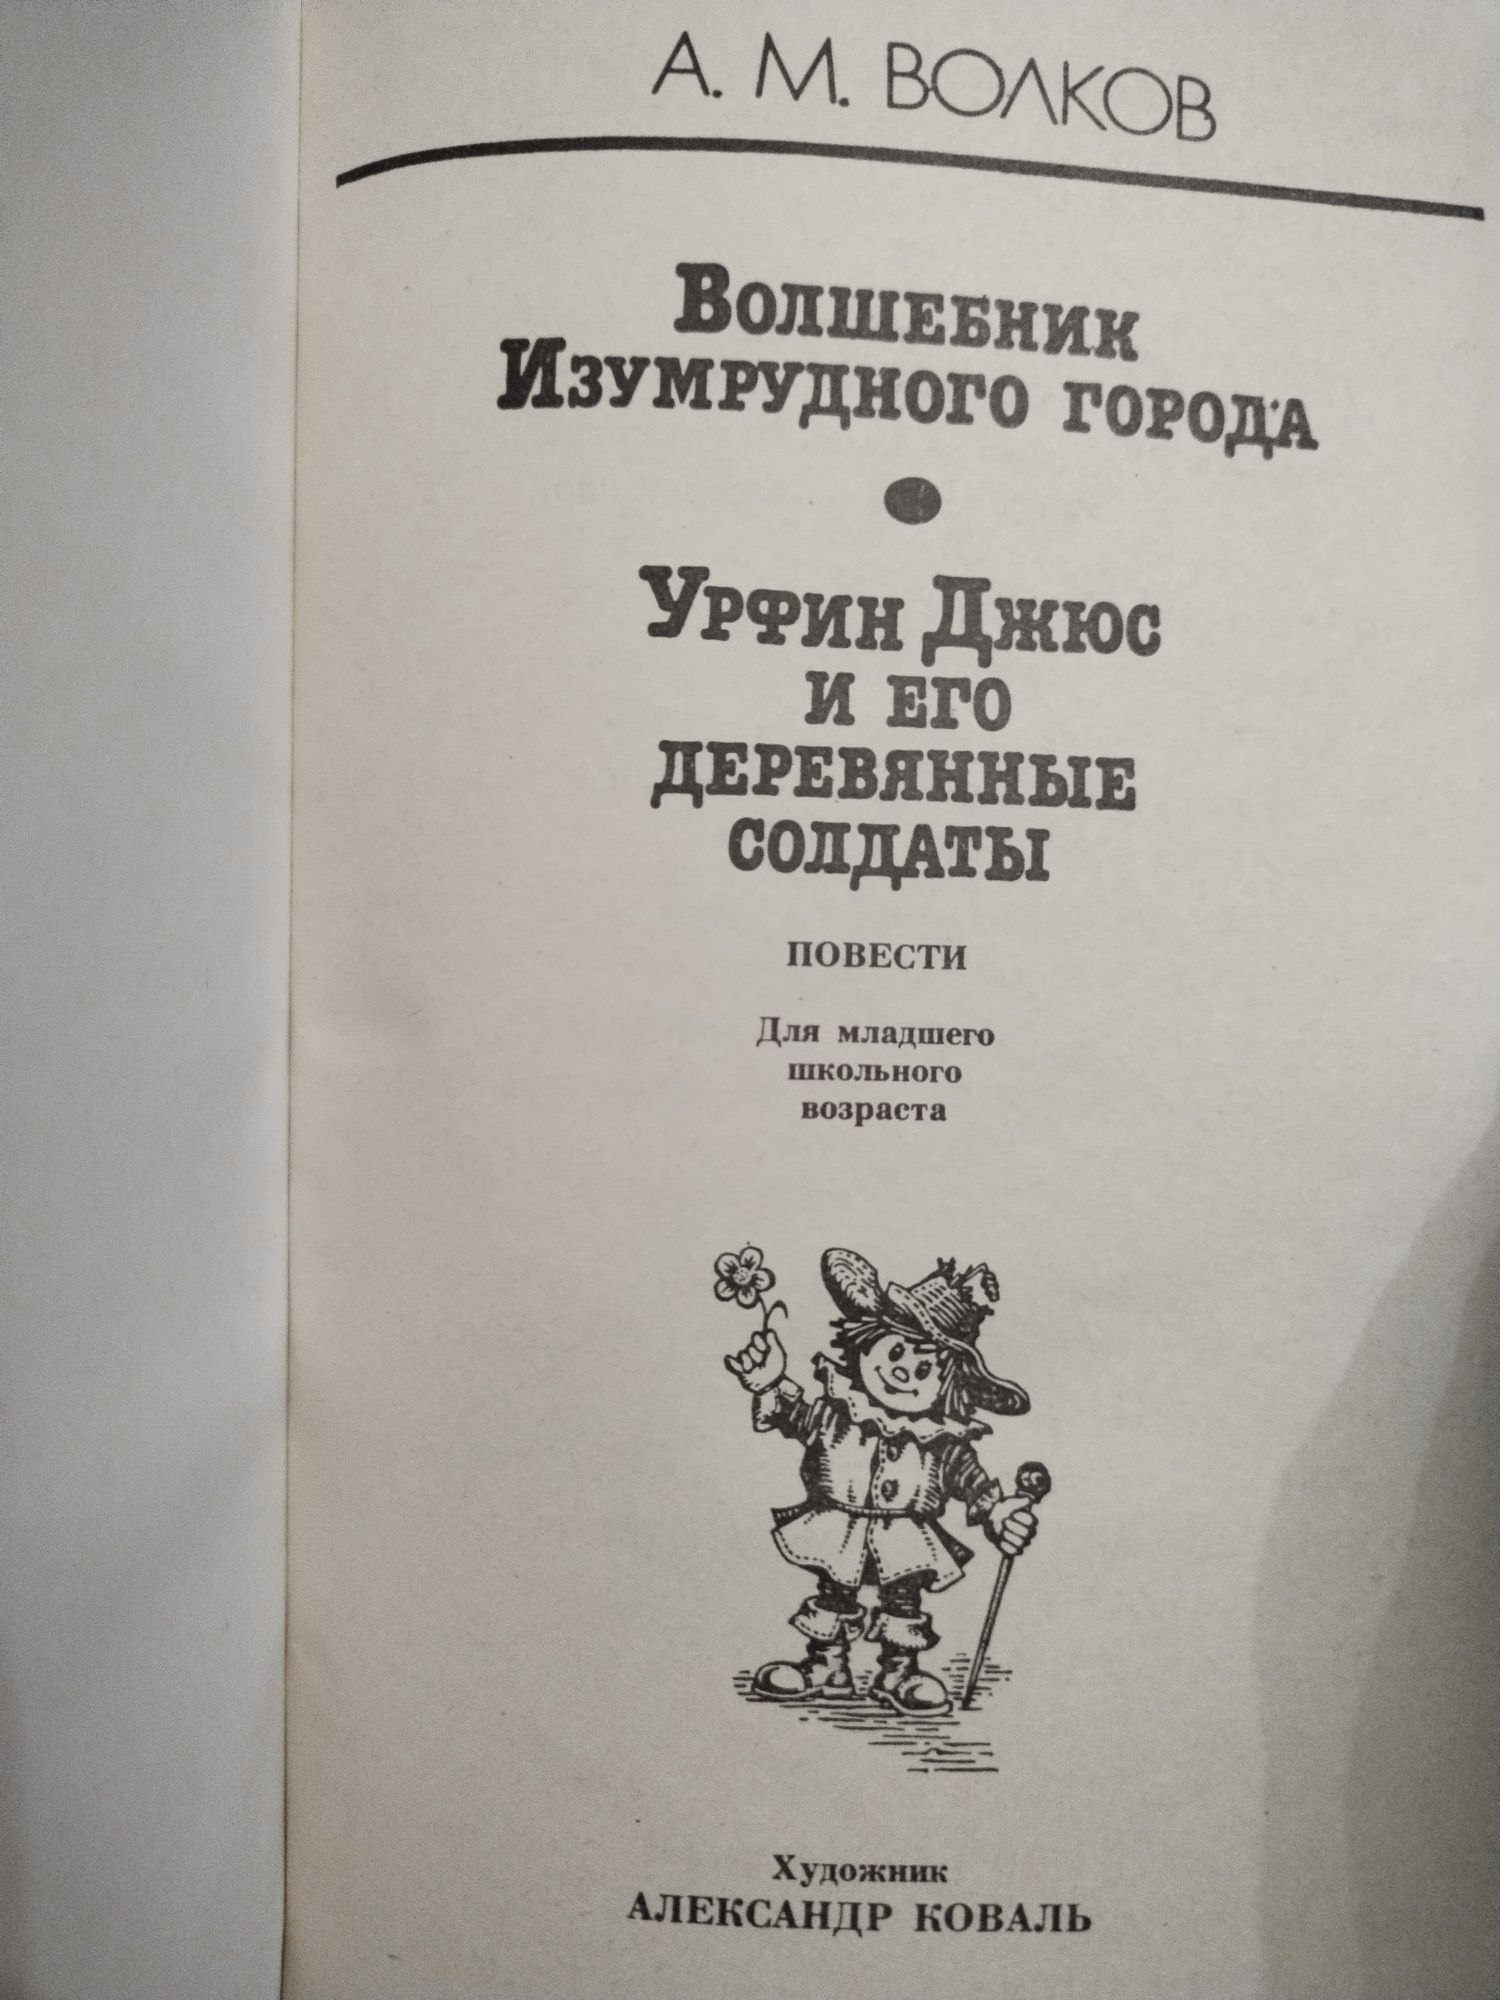 А. М. ВОЛКОВ
ВОЛШЕБНИК
ИЗУМРУДНОГО ГОРОДА
УРФИН ДЖЮС
И ЕГО
ДЕРЕВЯННЫЕ
СОЛДАТЫ
ПОВЕСТИ
Для младшего
школьного
возраста
Художник
АЛЕКСАНДР КОВАЛЬ